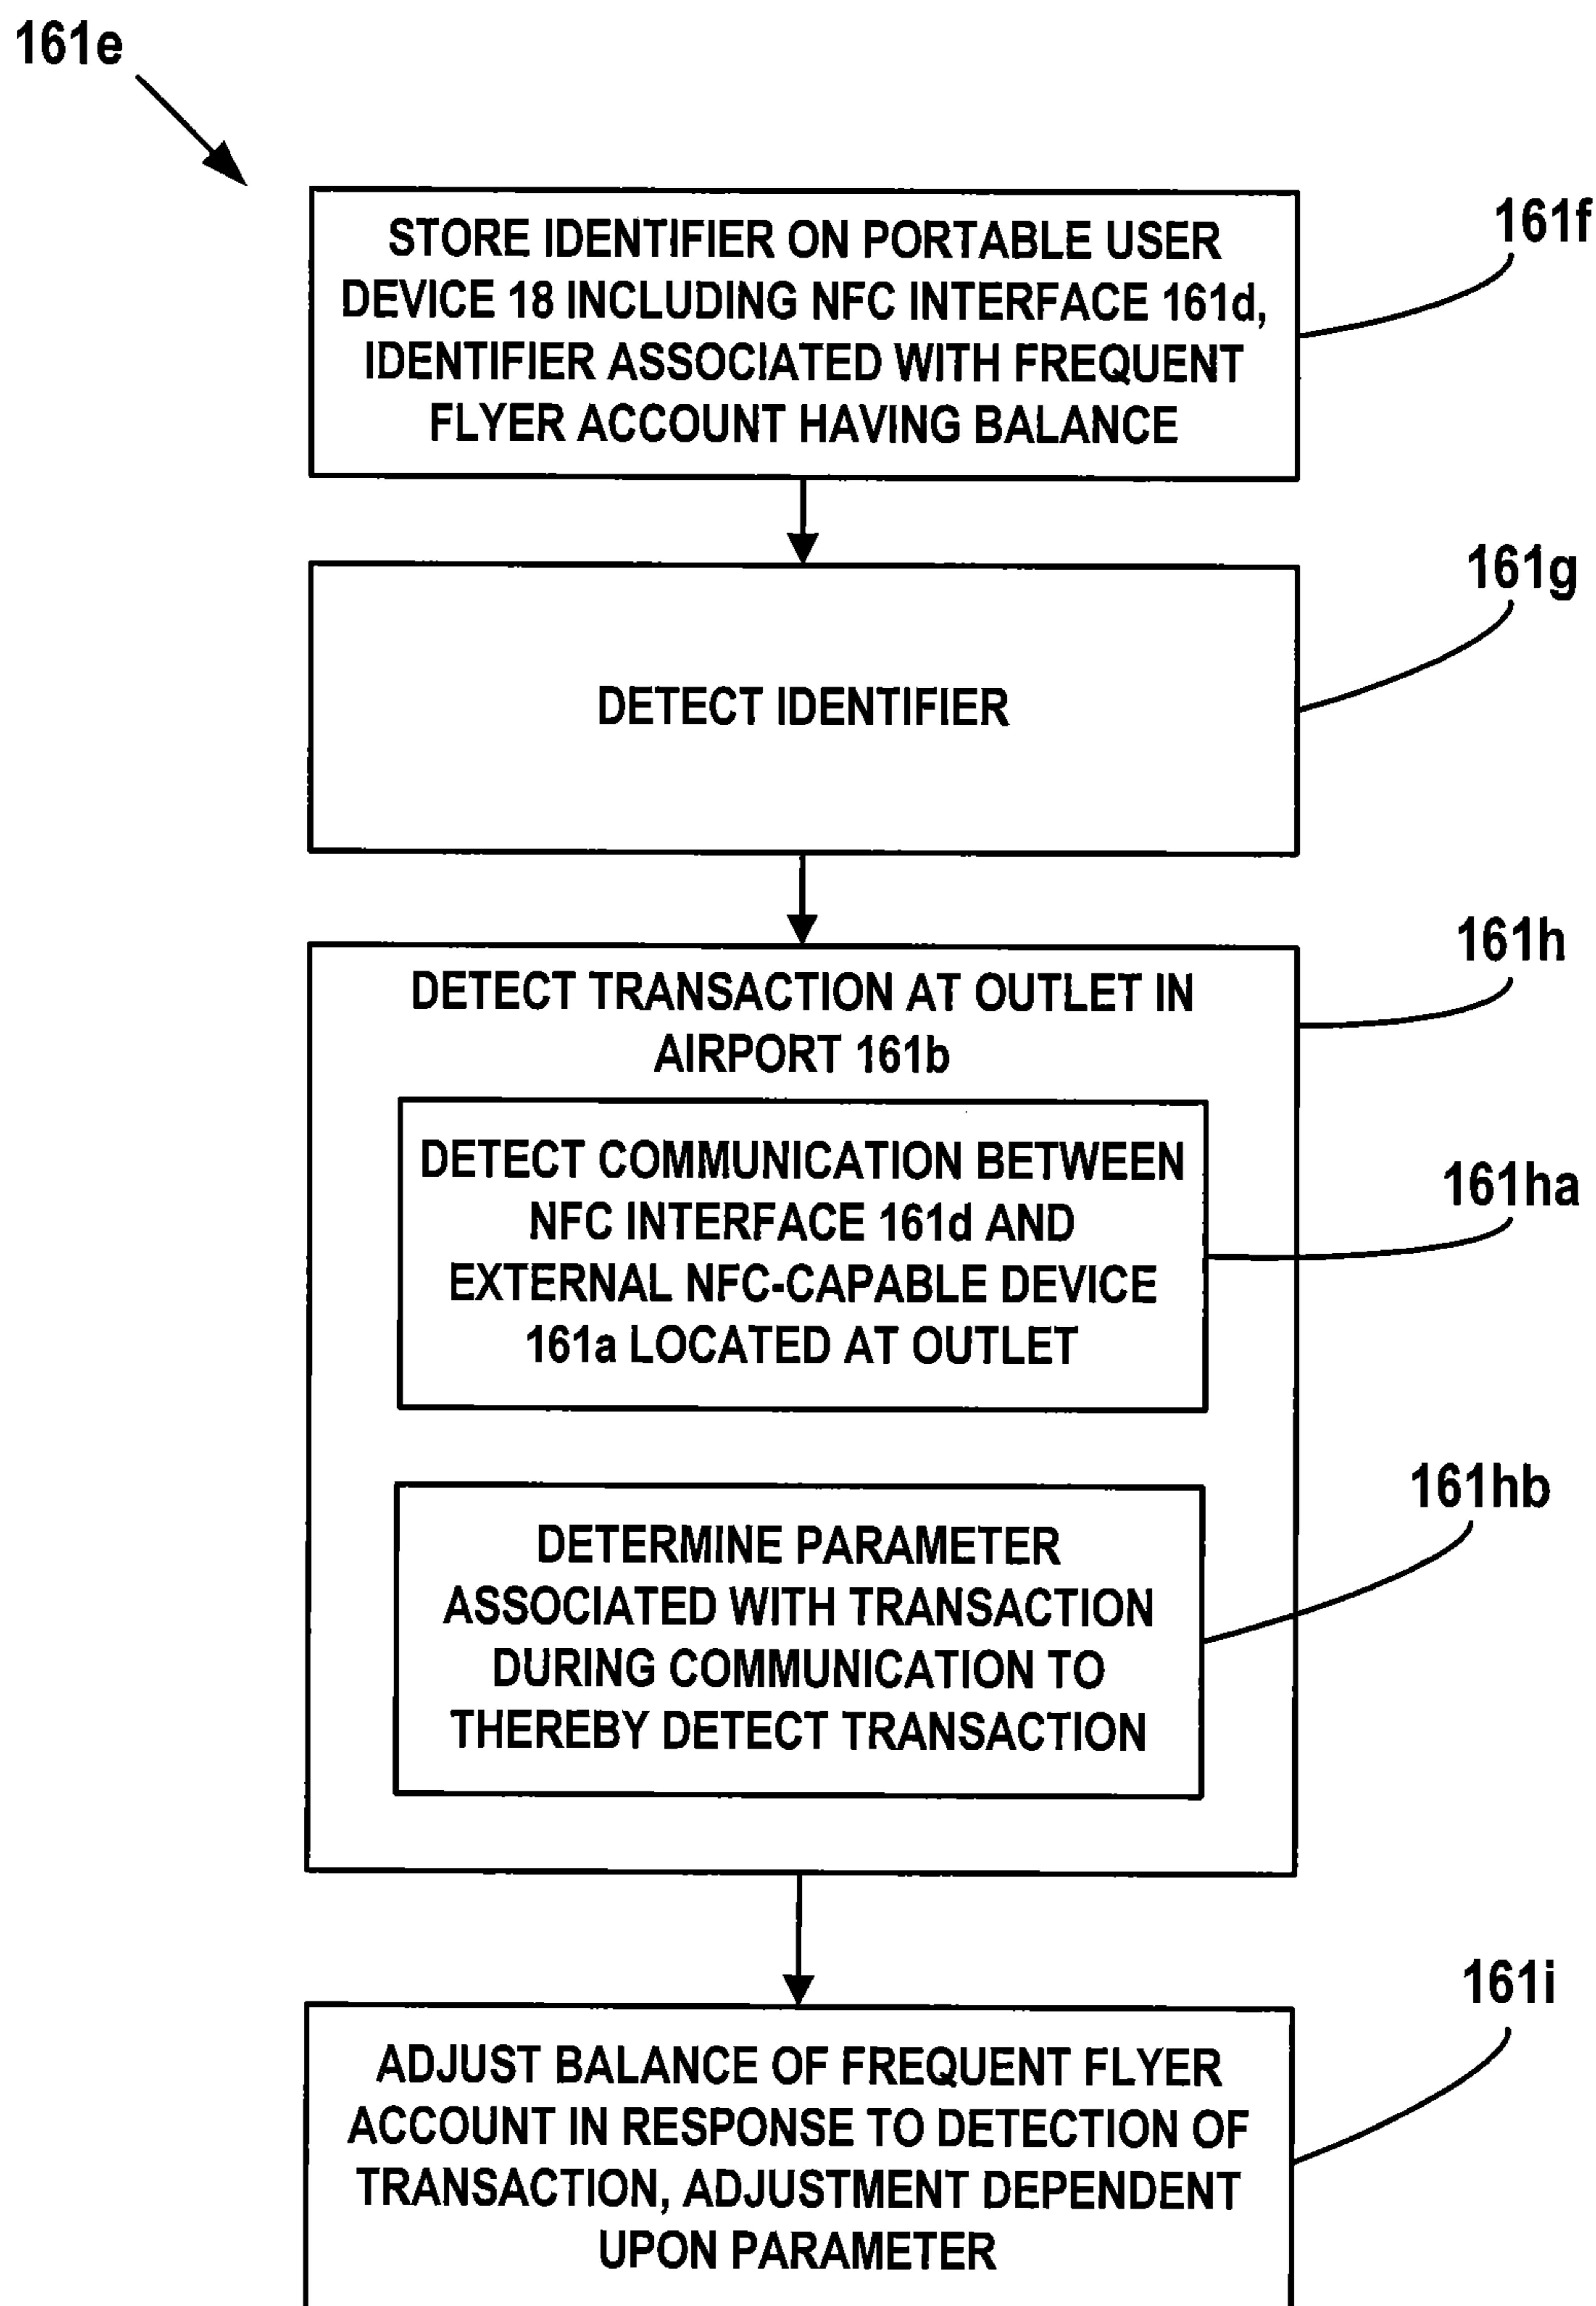 161e
STORE IDENTIFIER ON PORTABLE USER
DEVICE 18 INCLUDING NFC INTERFACE 161d,
IDENTIFIER ASSOCIATED WITH FREQUENT
FLYER ACCOUNT HAVING BALANCE
161f
DETECT IDENTIFIER
161g
DETECT TRANSACTION AT OUTLET IN
AIRPORT 161b
161h
DETECT COMMUNICATION BETWEEN
NFC INTERFACE 161d AND
EXTERNAL NFC-CAPABLE DEVICE
161a LOCATED AT OUTLET
161ha
DETERMINE PARAMETER
ASSOCIATED WITH TRANSACTION
DURING COMMUNICATION TO
THEREBY DETECT TRANSACTION
161hb
ADJUST BALANCE OF FREQUENT FLYER
ACCOUNT IN RESPONSE TO DETECTION OF
TRANSACTION, ADJUSTMENT DEPENDENT
UPON PARAMETER
161i